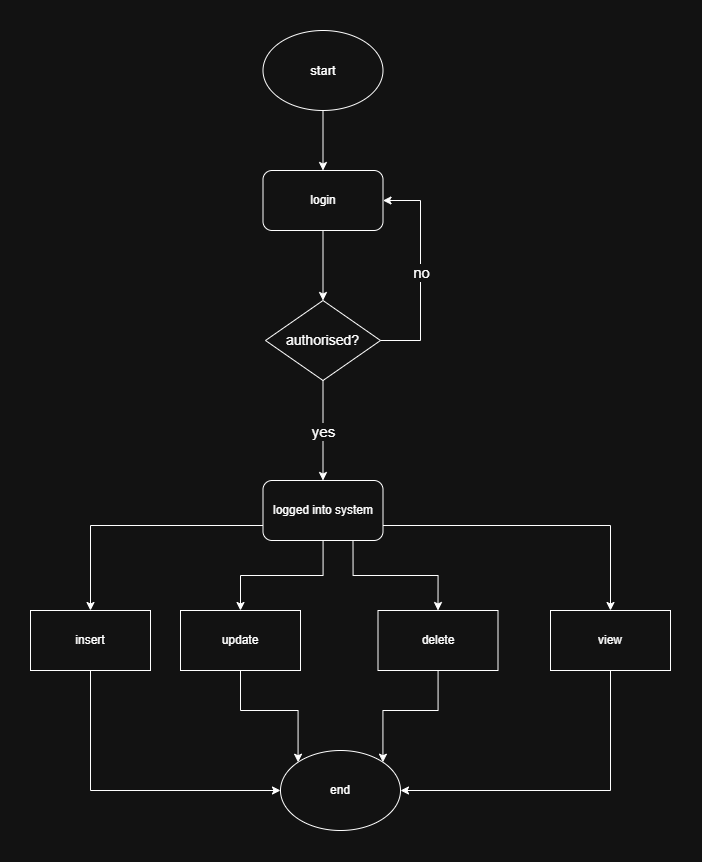 start
login
no
authorised?
yes
logged into system
insert
update
delete
view
end